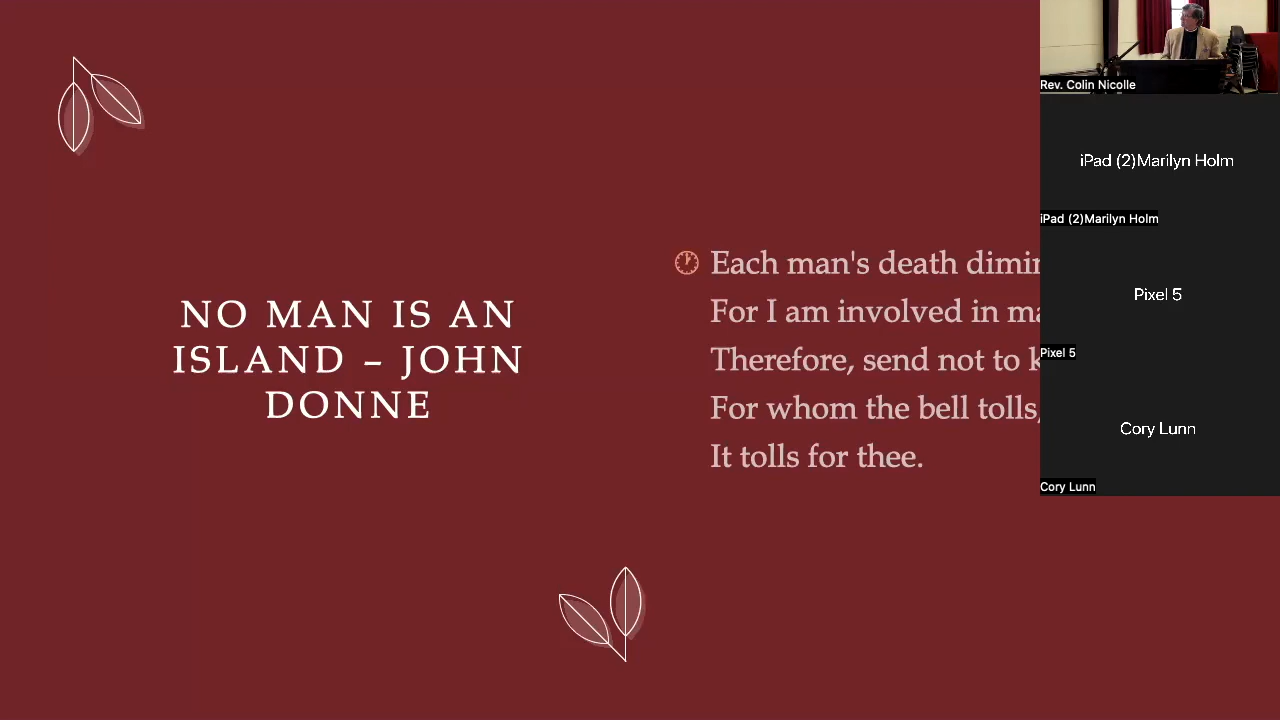 NO MAN IS AN
ISLAND – JOHN
DONNE
Each man's death
For I am involved in
Therefore, send not to
For whom the bell tolls,
It tolls for thee.
Rev. Colin Nicolle
iPad (2)Marilyn Holm
iPad (2)Marilyn Holm
Pixel 5
Pixel 5
Cory Lunn
Cory Lunn